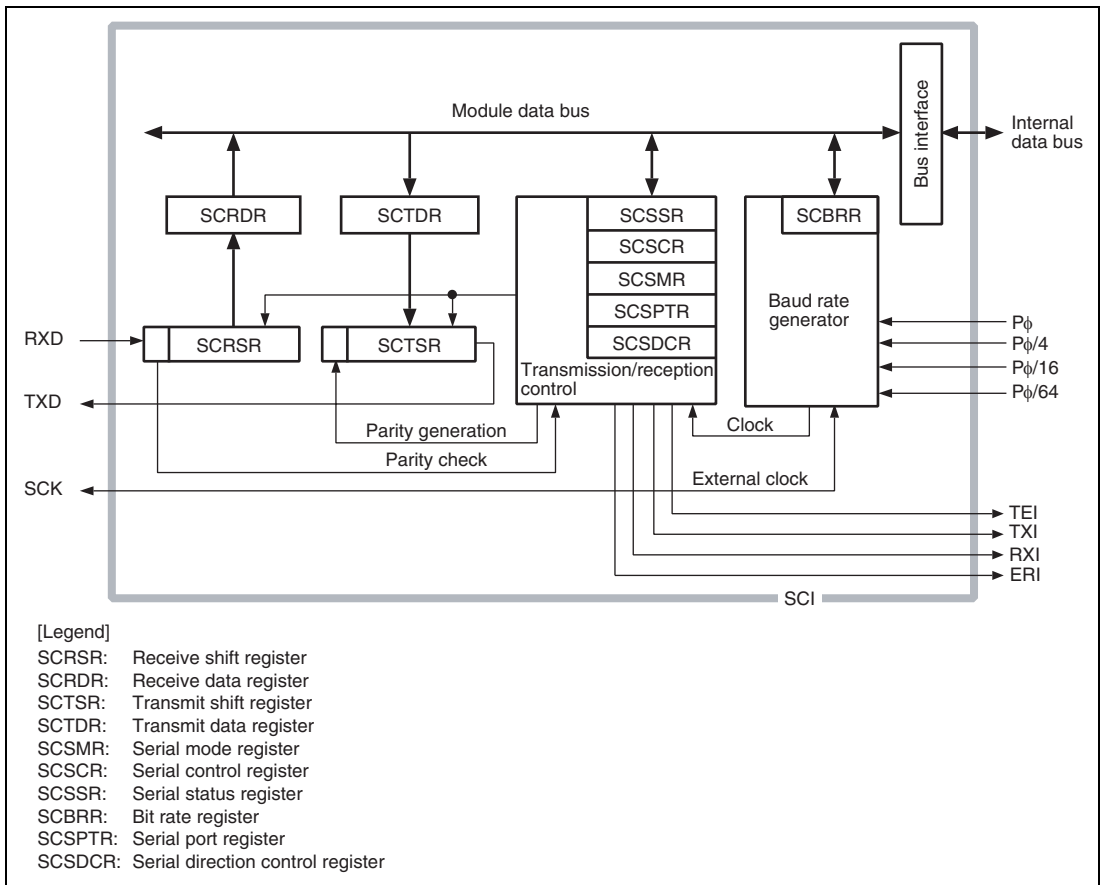 Module data bus
Bus interface
Internal
data bus
SCRDR
SCTDR
SCSSR
SCBRR
SCSCR
SCSMR
SCSPTR
SCSDCR
Baud rate
generator
Transmission/reception
control
RXD
SCRSR
SCTSR
Pϕ
Pϕ/4
Pϕ/16
Pϕ/64
TXD
Parity generation
Clock
Parity check
SCK
External clock
TEI
TXI
RXI
ERI
SCI
[Legend]
SCRSR: Receive shift register
SCRDR: Receive data register
SCTSR: Transmit shift register
SCTDR: Transmit data register
SCSMR: Serial mode register
SCSCR: Serial control register
SCSSR: Serial status register
SCBRR: Bit rate register
SCSPTR: Serial port register
SCSDCR: Serial direction control register